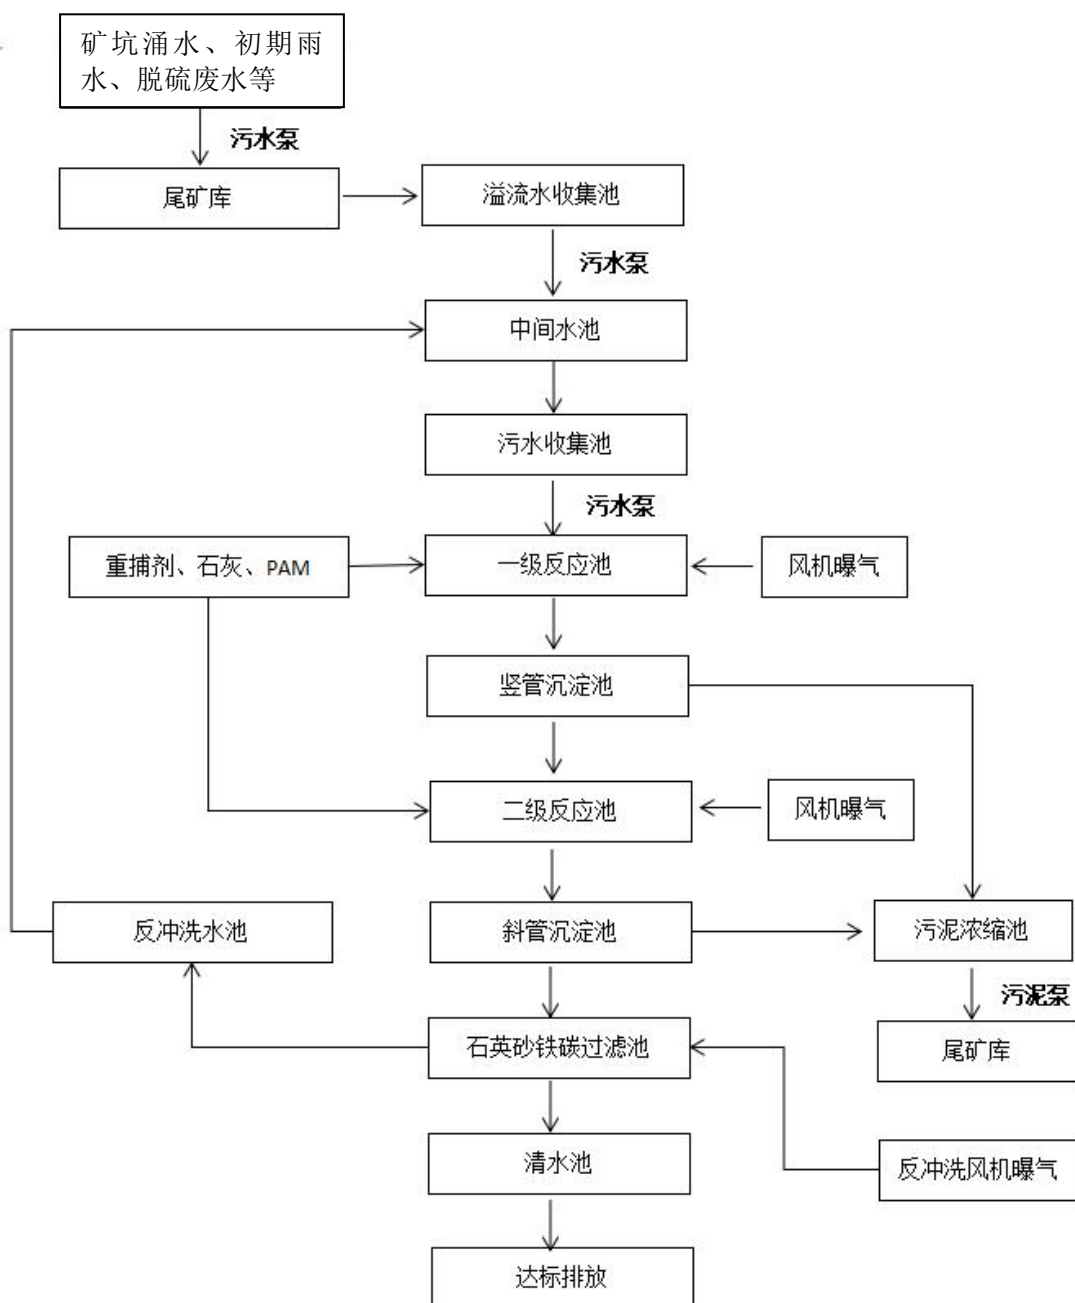 矿坑涌水、初期雨
水、脱硫废水等
污水泵
尾矿库
溢流水收集池
污水泵
中间水池
污水收集池
污水泵
重捕剂、石灰、PAM
一级反应池
风机曝气
竖管沉淀池
二级反应池
风机曝气
反冲洗水池
斜管沉淀池
污泥浓缩池
污泥泵
石英砂铁碳过滤池
尾矿库
清水池
反冲洗风机曝气
达标排放